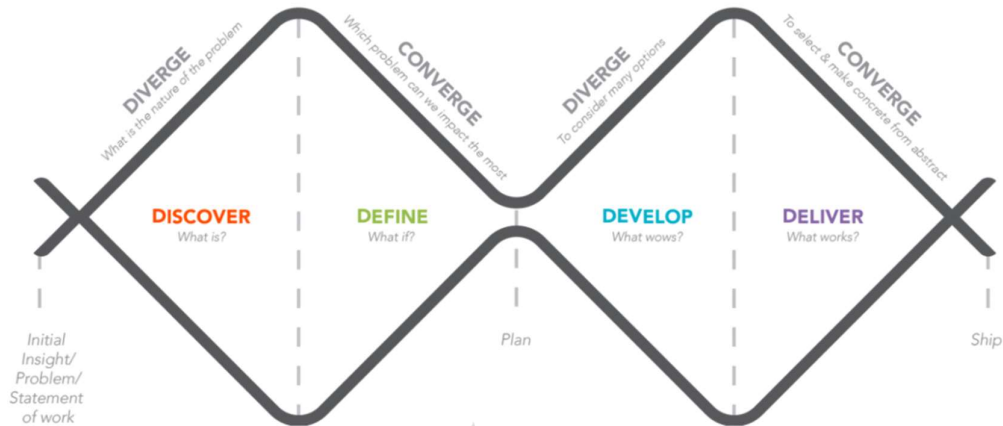 DIVERGE
What is the nature of the problem
CONVERGE
Which problem can we impact the most
DIVERGE
To consider many options
CONVERGE
To select & make concrete from abstract
DISCOVER
What is?
DEFINE
What if?
DEVELOP
What wows?
DELIVER
What works?
Initial
Insight/
Problem/
Statement
of work
Plan
Ship